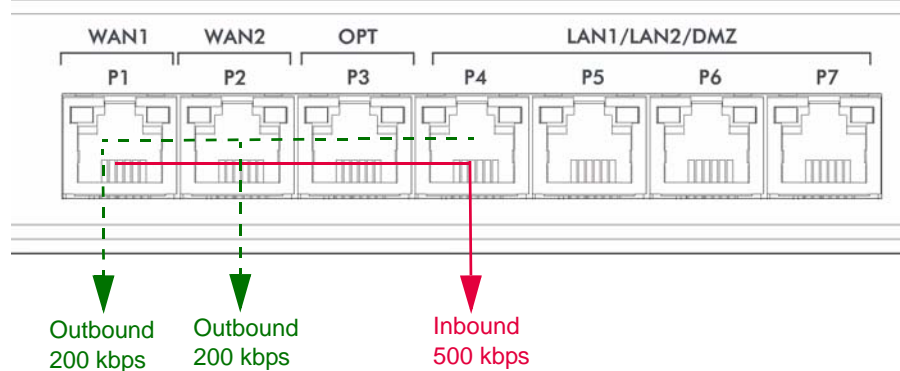 WAN1 WAN2 OPT LAN1/LAN2/DMZ
P1 P2 P3 P4 P5 P6 P7
Outbound
200 kbps
Outbound
200 kbps
Inbound
500 kbps